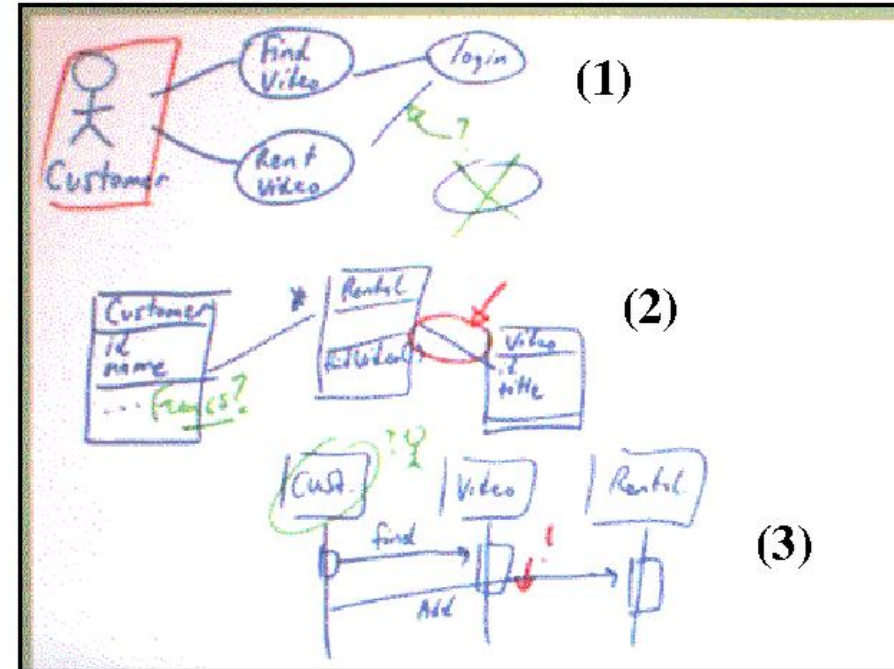 Find
Video
login
(1)
?
Rent
Video
Customer
Rental
*
(2)
Customer
id
name
Video
id
title
... ?
?
Cust.
Video
Rental
!
find
(3)
Add